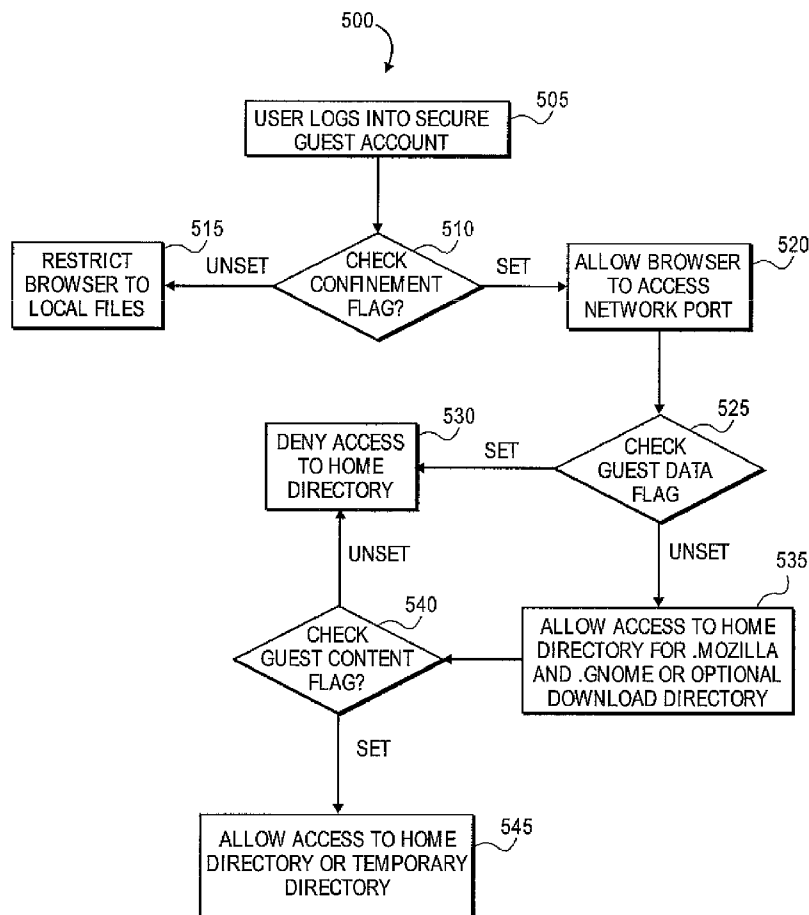 500
505
USER LOGS INTO SECURE
GUEST ACCOUNT
515
RESTRICT
BROWSER TO
LOCAL FILES
UNSET
510
CHECK
CONFINEMENT
FLAG?
SET
520
ALLOW BROWSER
TO ACCESS
NETWORK PORT
530
DENY ACCESS
TO HOME
DIRECTORY
SET
525
CHECK
GUEST DATA
FLAG
UNSET
UNSET
540
CHECK
GUEST CONTENT
FLAG?
535
ALLOW ACCESS TO HOME
DIRECTORY FOR .MOZILLA
AND .GNOME OR OPTIONAL
DOWNLOAD DIRECTORY
SET
545
ALLOW ACCESS TO HOME
DIRECTORY OR TEMPORARY
DIRECTORY